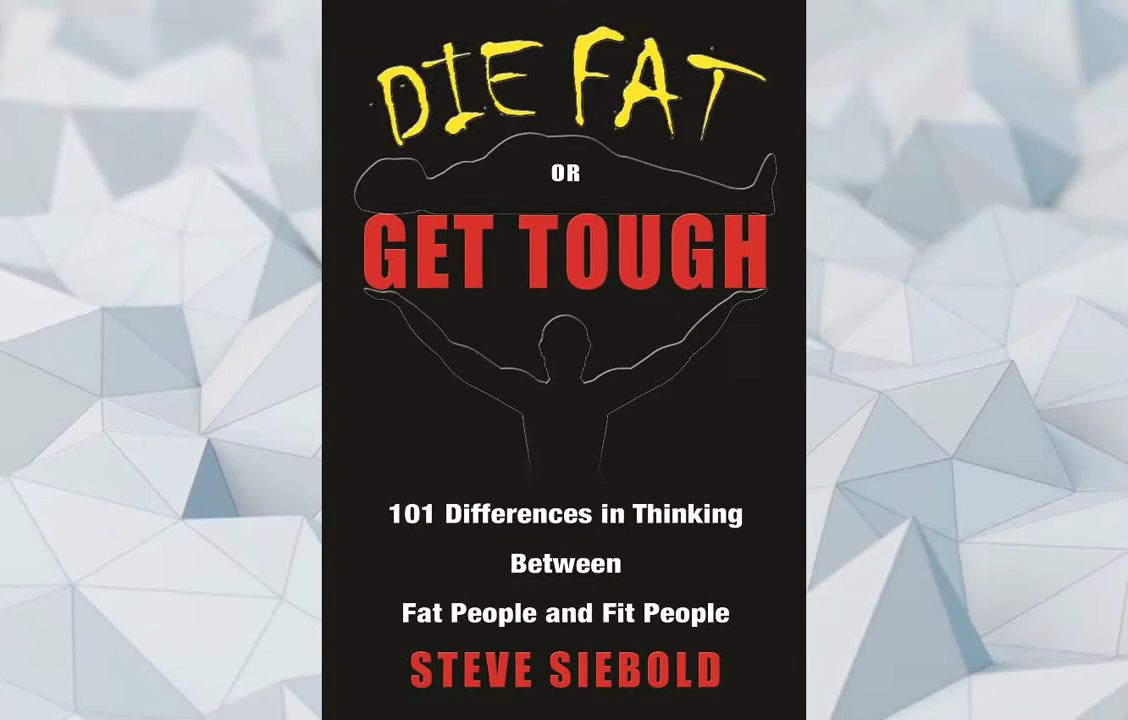 DIE FAT
OR
GET TOUGH
101 Differences in Thinking
Between
Fat People and Fit People
STEVE SIEBOLD